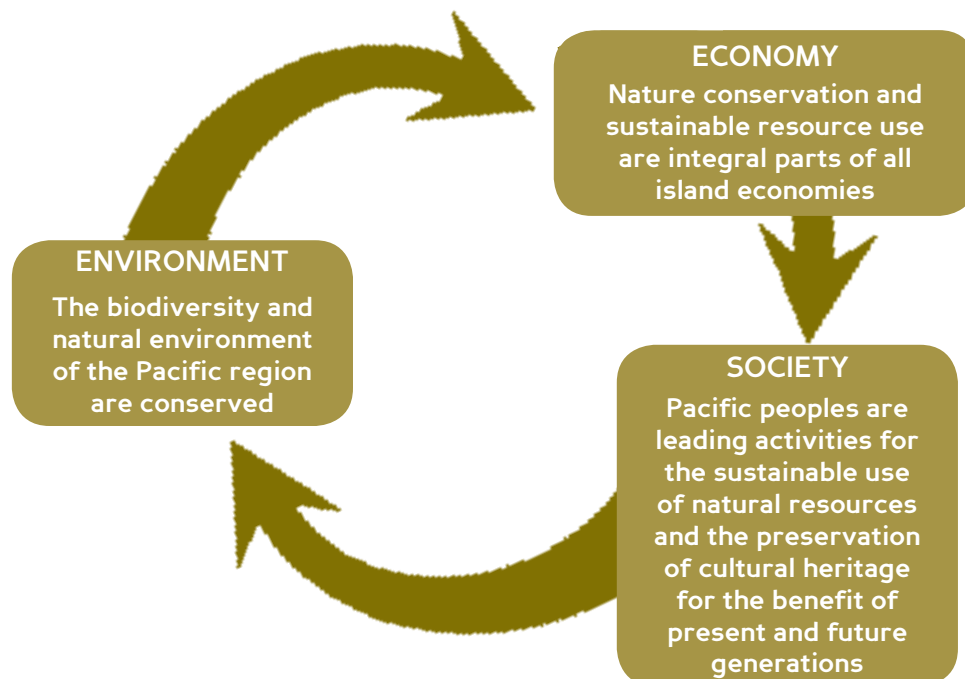 ECONOMY
Nature conservation and
sustainable resource use
are integral parts of all
island economies
ENVIRONMENT
The biodiversity and
natural environment
of the Pacific region
are conserved
SOCIETY
Pacific peoples are
leading activities for
the sustainable use
of natural resources
and the preservation
of cultural heritage
for the benefit of
present and future
generations